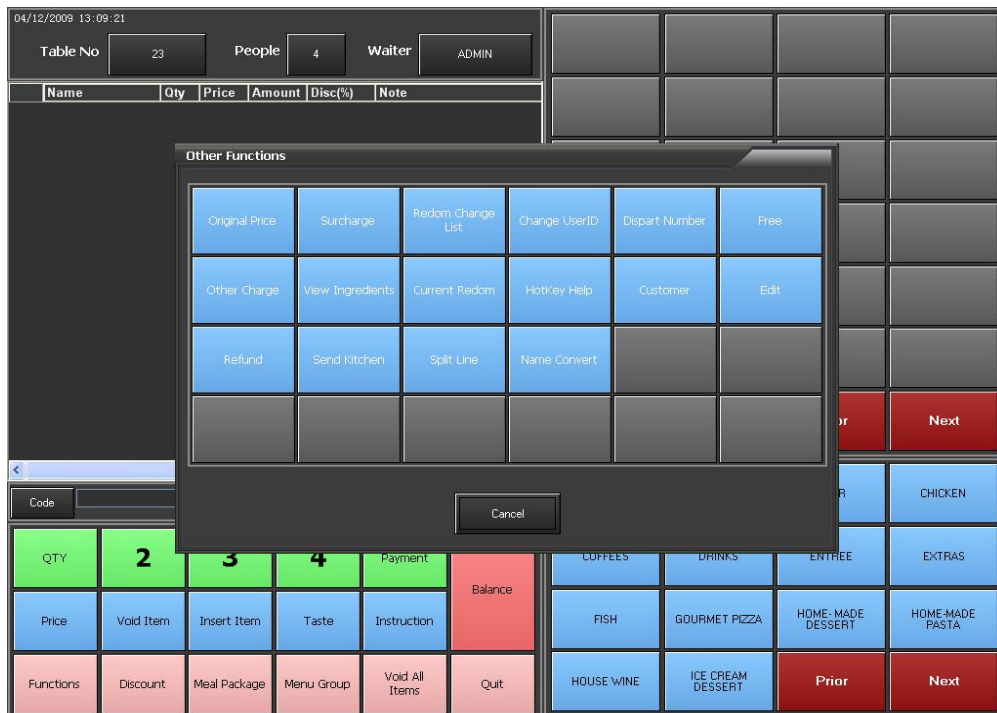 04/12/2009 13:09:21
Table No 23 People 4 Waiter ADMIN
Name Qty Price Amount Disc(%) Note
Other Functions
Original Price Surcharge Redom Change List Change UserID Dispart Number Free
Other Charge View Ingredients Current Redom HotKey Help Customer Edit
Refund Send Kitchen Split Line Name Convert
Cancel
Next
Code
CHICKEN
QTY 2 3 4 Payment Balance
COFFEES DRINKS ENTREE EXTRAS
Price Void Item Insert Item Taste Instruction
FISH GOURMET PIZZA HOME-MADE DESSERT HOME-MADE PASTA
Functions Discount Meal Package Menu Group Void All Items Quit
HOUSE WINE ICE CREAM DESSERT Prior Next